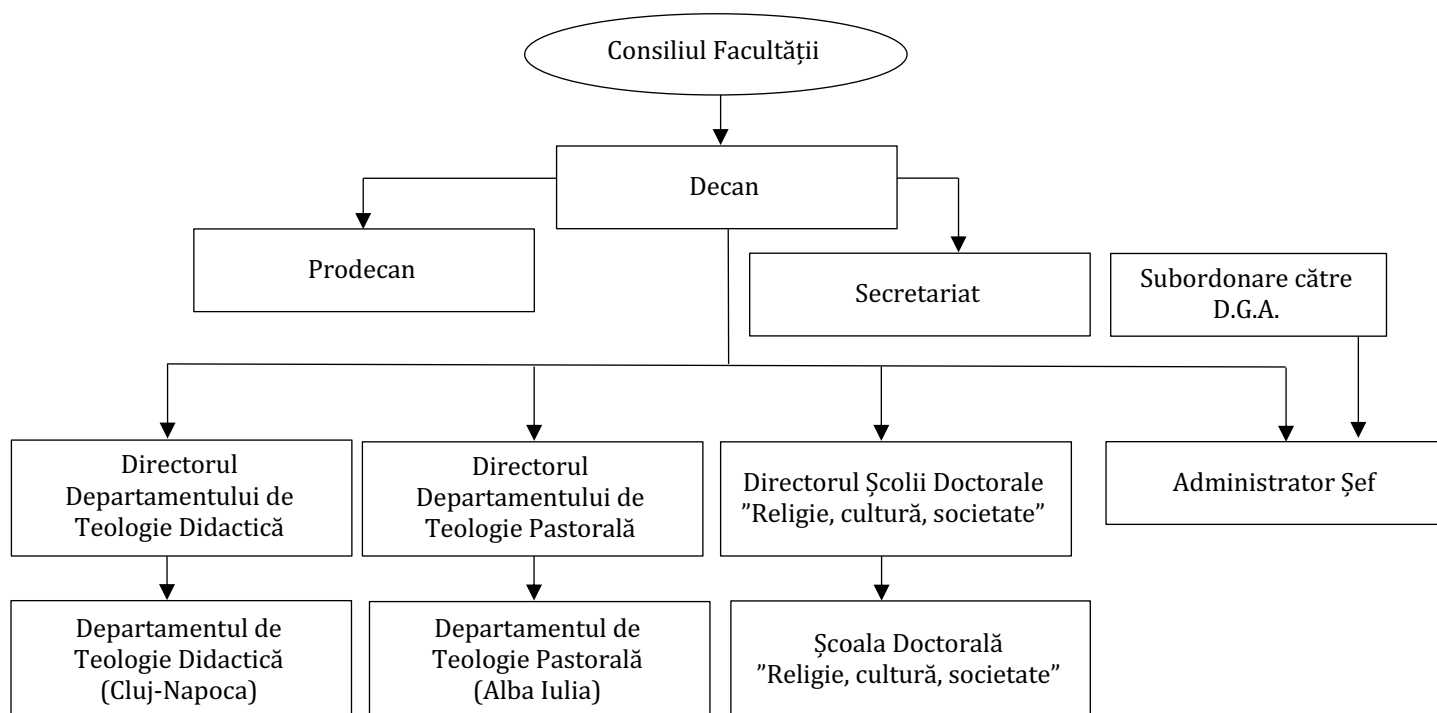 Consiliul Facultății
Decan
Prodecan
Secretariat
Subordonare către
D.G.A.
Directorul
Departamentului de
Teologie Didactică
Directorul
Departamentului de
Teologie Pastorală
Directorul Școlii Doctorale
”Religie, cultură, societate”
Administrator Șef
Departamentul de
Teologie Didactică
(Cluj-Napoca)
Departamentul de
Teologie Pastorală
(Alba Iulia)
Școala Doctorală
”Religie, cultură, societate”